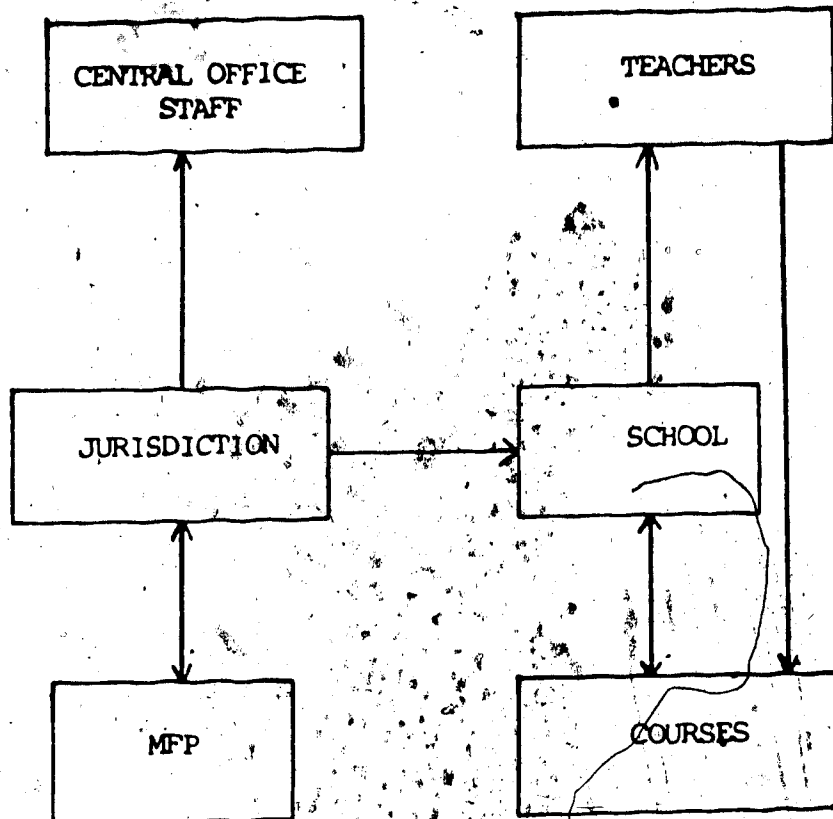 CENTRAL OFFICE
STAFF
TEACHERS
JURISDICTION
SCHOOL
MFP
COURSES